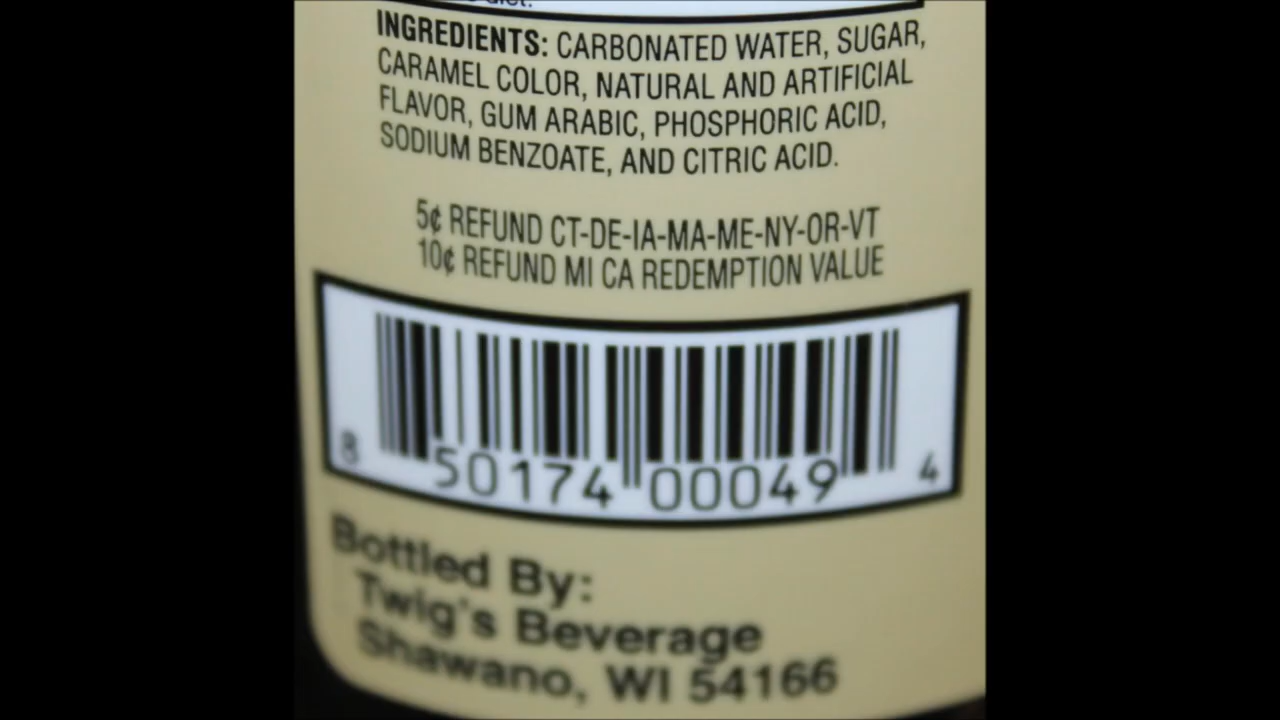 diet.
INGREDIENTS: CARBONATED WATER, SUGAR,
CARAMEL COLOR, NATURAL AND ARTIFICIAL
FLAVOR, GUM ARABIC, PHOSPHORIC ACID,
SODIUM BENZOATE, AND CITRIC ACID.
5¢ REFUND CT-DE-IA-MA-ME-NY-OR-VT
10¢ REFUND MI CA REDEMPTION VALUE
8 50174 00049 4
Bottled By:
Twig's Beverage
Shawano, WI 54166